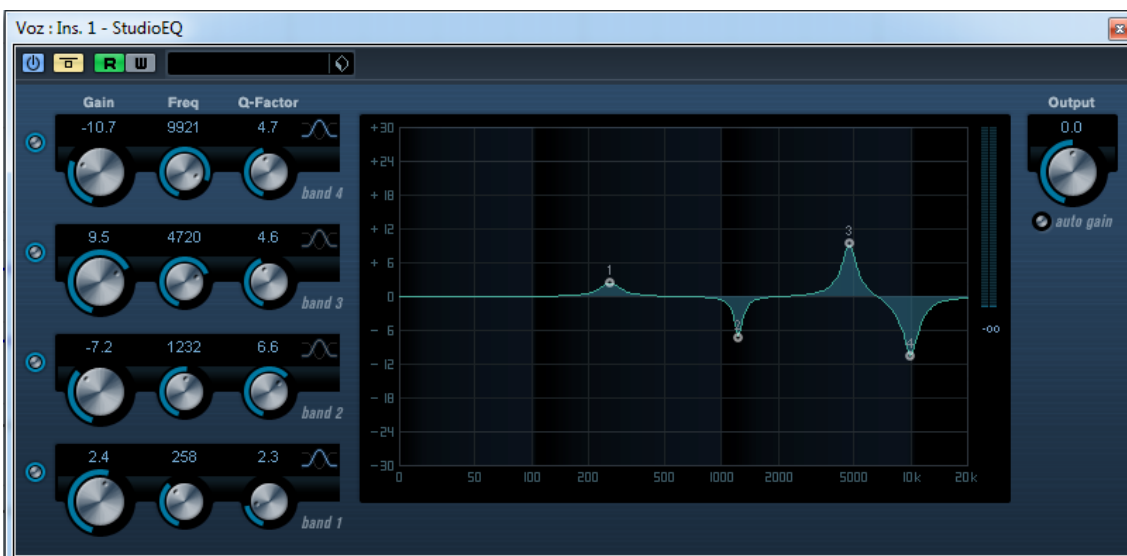 Voz : Ins. 1 - StudioEQ
R W
Gain Freq Q-Factor
-10.7 9921 4.7
band 4
9.5 4720 4.6
band 3
-7.2 1232 6.6
band 2
2.4 258 2.3
band 1
+30
+24
+18
+12
+6
0
-6
-12
-18
-24
-30
0 50 100 200 500 1000 2000 5000 10k 20k
1
2
3
4
-oo
Output
0.0
auto gain